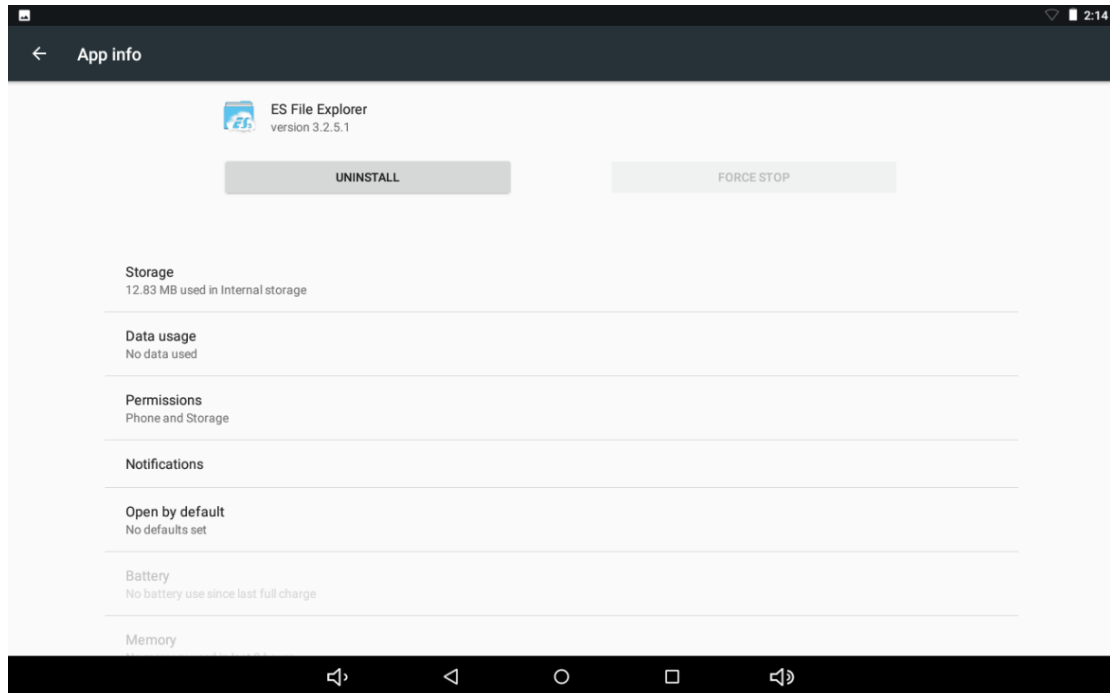 2:14
App info
ES File Explorer
version 3.2.5.1
UNINSTALL
FORCE STOP
Storage
12.83 MB used in Internal storage
Data usage
No data used
Permissions
Phone and Storage
Notifications
Open by default
No defaults set
Battery
No battery use since last full charge
Memory